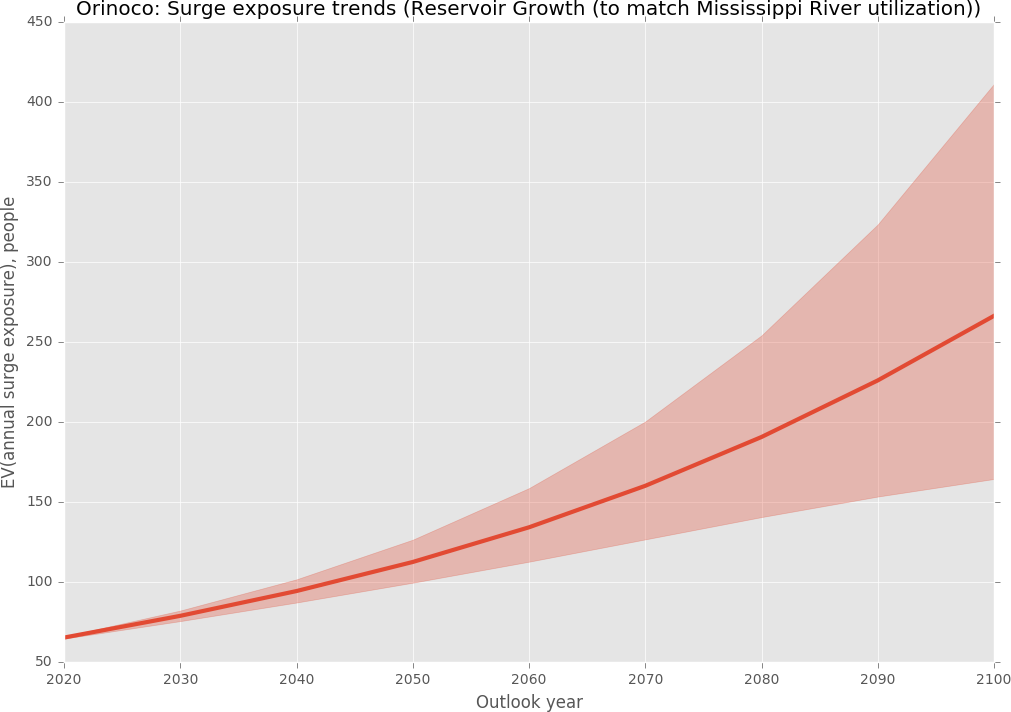 Orinoco: Surge exposure trends (Reservoir Growth (to match Mississippi River utilization))
EV(annual surge exposure), people
450
400
350
300
250
200
150
100
50
2020 2030 2040 2050 2060 2070 2080 2090 2100
Outlook year